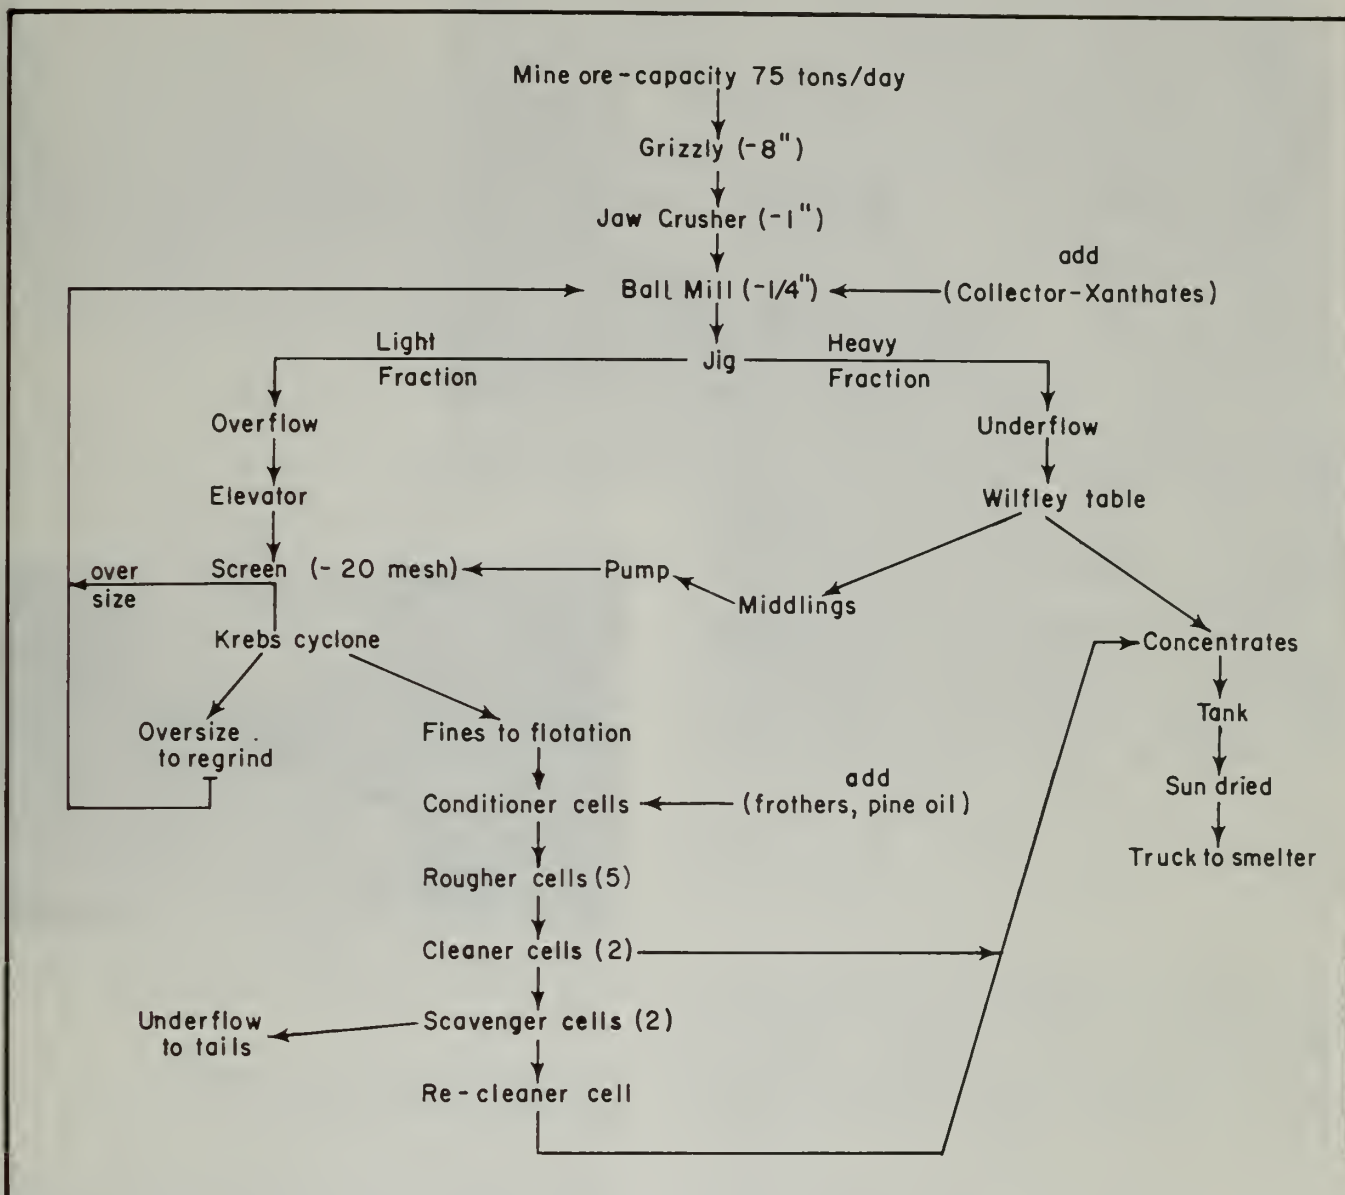 Mine ore-capacity 75 tons/day
Grizzly (-8")
Jaw Crusher (-1")
add
Ball Mill (-1/4")
(Collector-Xanthates)
Light
Fraction
Jig
Heavy
Fraction
Overflow
Underflow
Elevator
Wilfley table
over
size
Screen (- 20 mesh)
Pump
Middlings
Krebs cyclone
Concentrates
Oversize .
to regrind
Fines to flotation
Tank
add
Conditioner cells
(frothers, pine oil)
Sun dried
Truck to smelter
Rougher cells (5)
Cleaner cells (2)
Underflow
to tails
Scavenger cells (2)
Re-cleaner cell